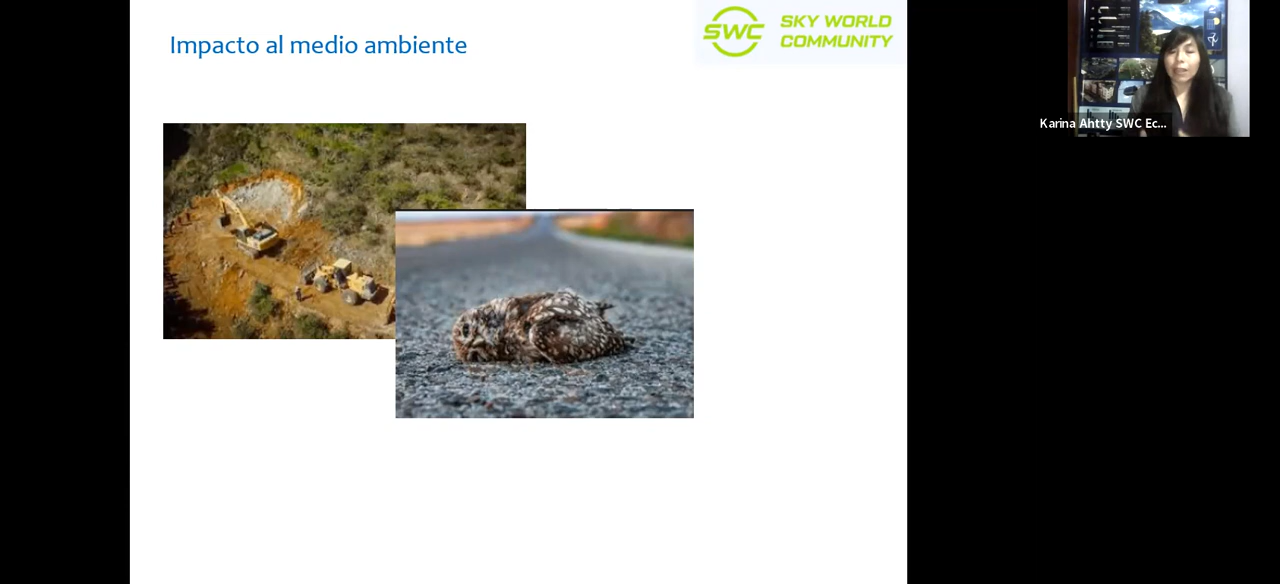 Impacto al medio ambiente
SWC
SKY WORLD
COMMUNITY
Karina Ahtty SWC Ec...